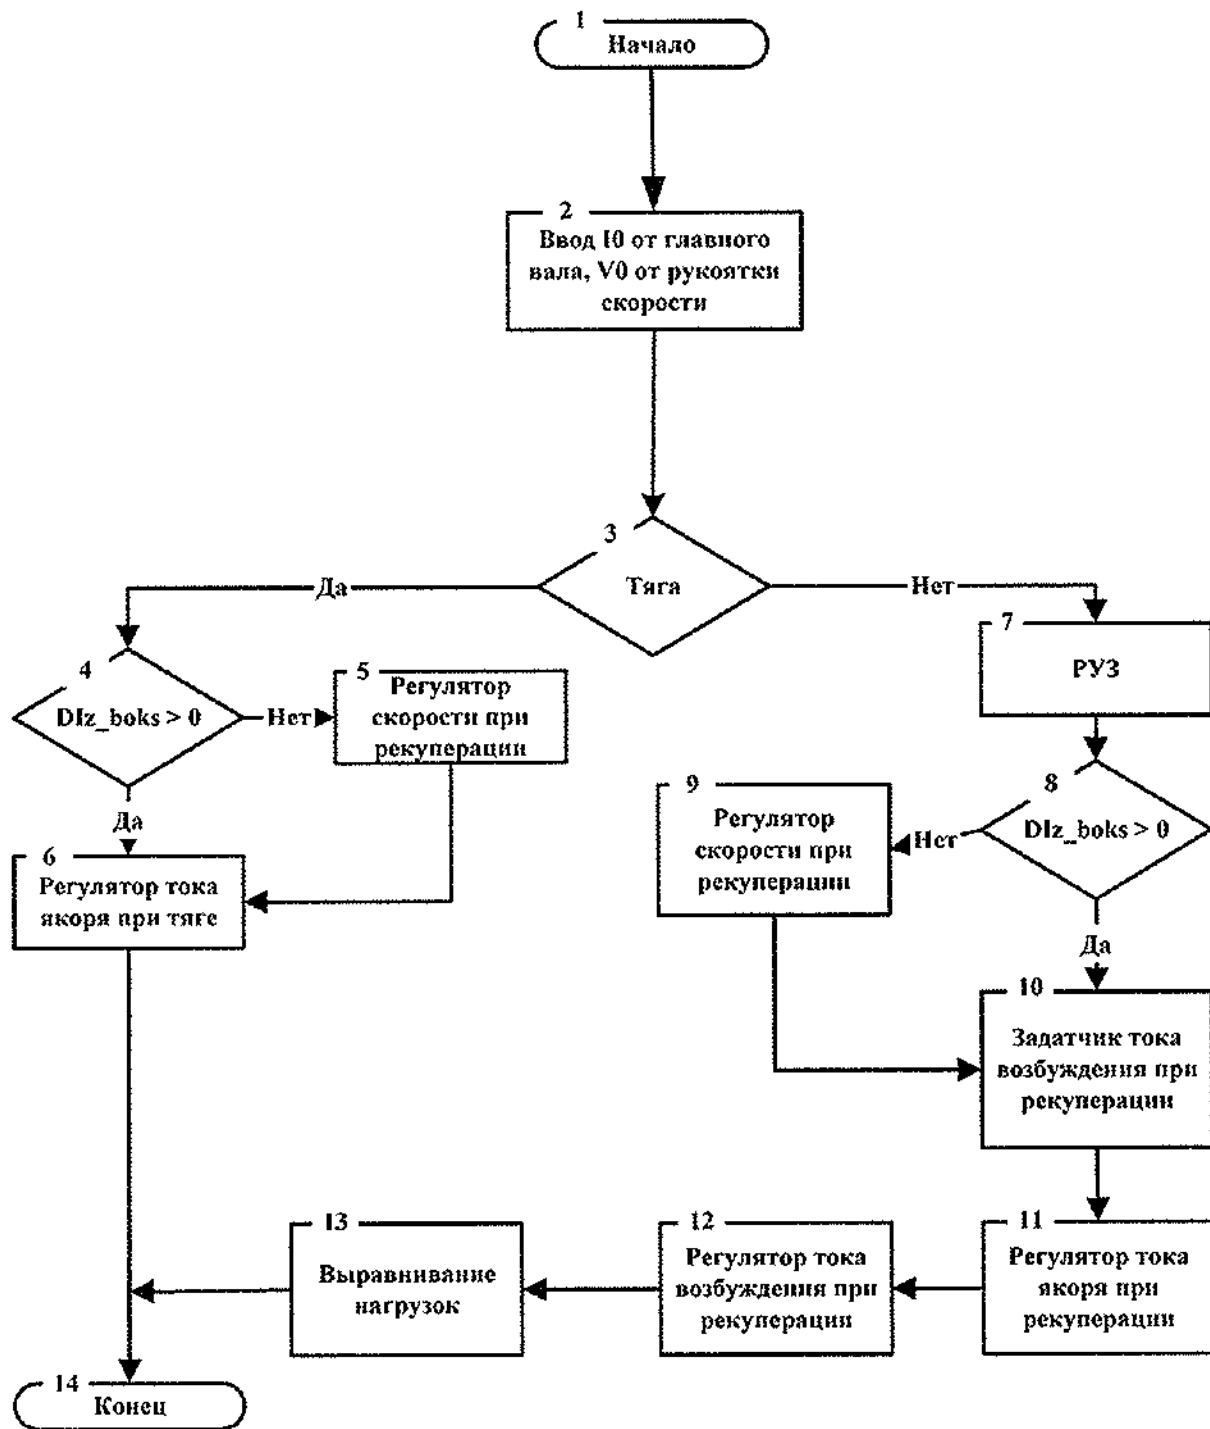 1
Начало
2
Ввод I0 от главного
вала, V0 от рукоятки
скорости
3
Тяга
Да
Нет
4
DIz_boks > 0
Нет
Да
5
Регулятор
скорости при
рекуперации
6
Регулятор тока
якоря при тяге
7
РУЗ
8
DIz_boks > 0
Нет
Да
9
Регулятор
скорости при
рекуперации
10
Задатчик тока
возбуждения при
рекуперации
11
Регулятор тока
якоря при
рекуперации
12
Регулятор тока
возбуждения при
рекуперации
13
Выравнивание
нагрузок
14
Конец